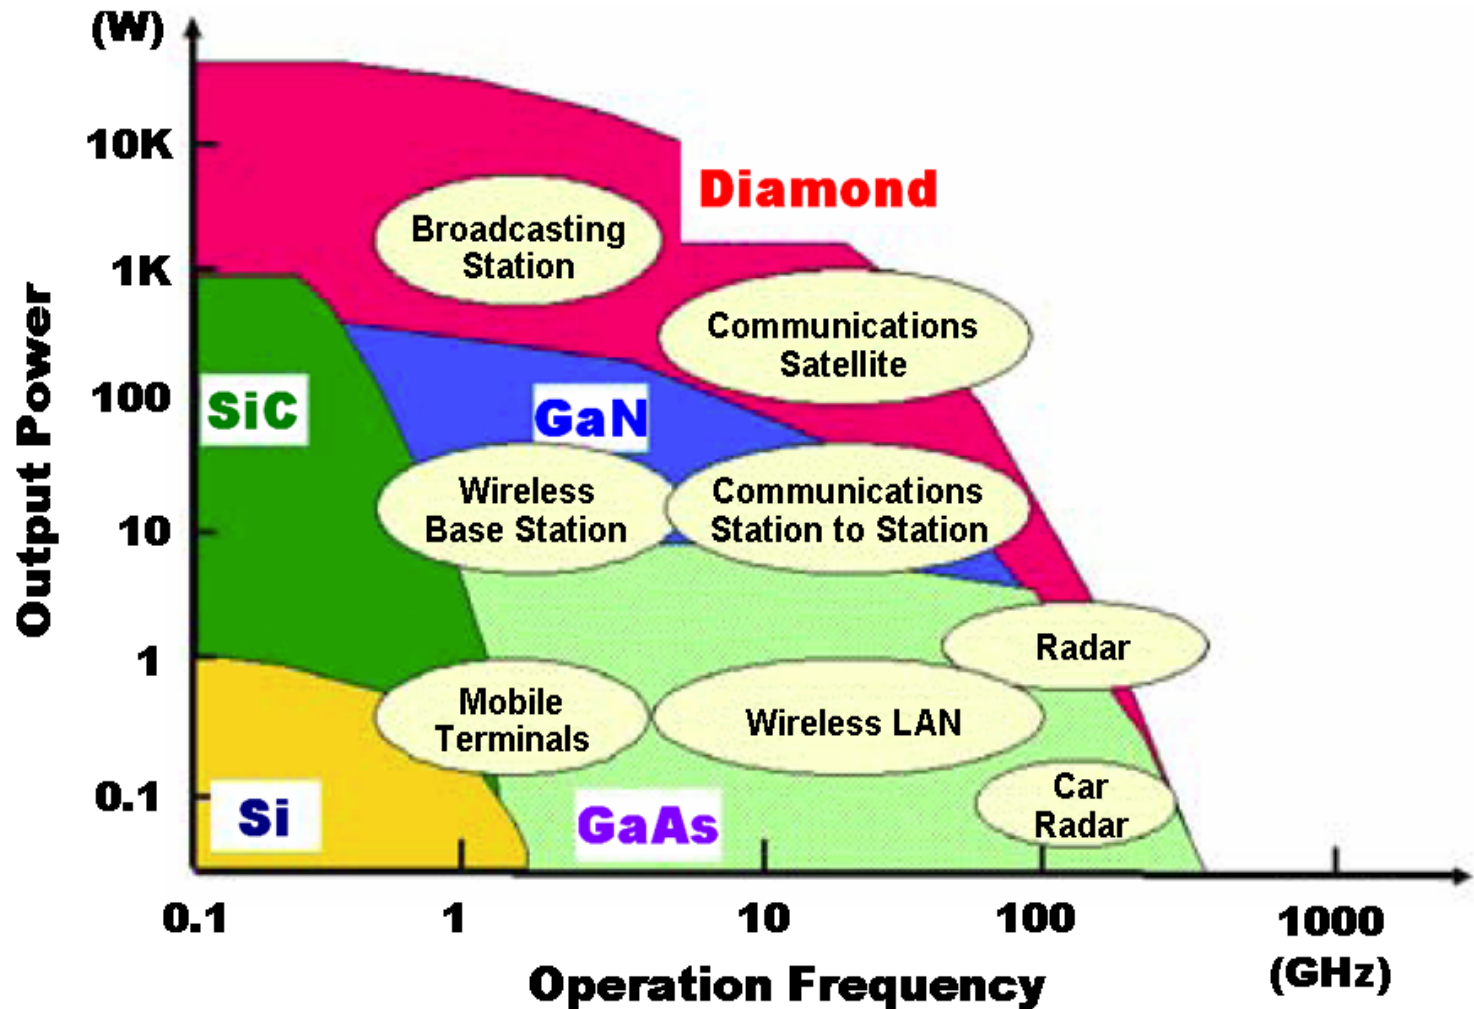 (W)
10K
1K
100
10
1
0.1
Output Power
Diamond
Broadcasting
Station
Communications
Satellite
SiC
GaN
Wireless
Base Station
Communications
Station to Station
Radar
Mobile
Terminals
Wireless LAN
Car
Radar
Si
GaAs
0.1
1
10
100
1000
(GHz)
Operation Frequency